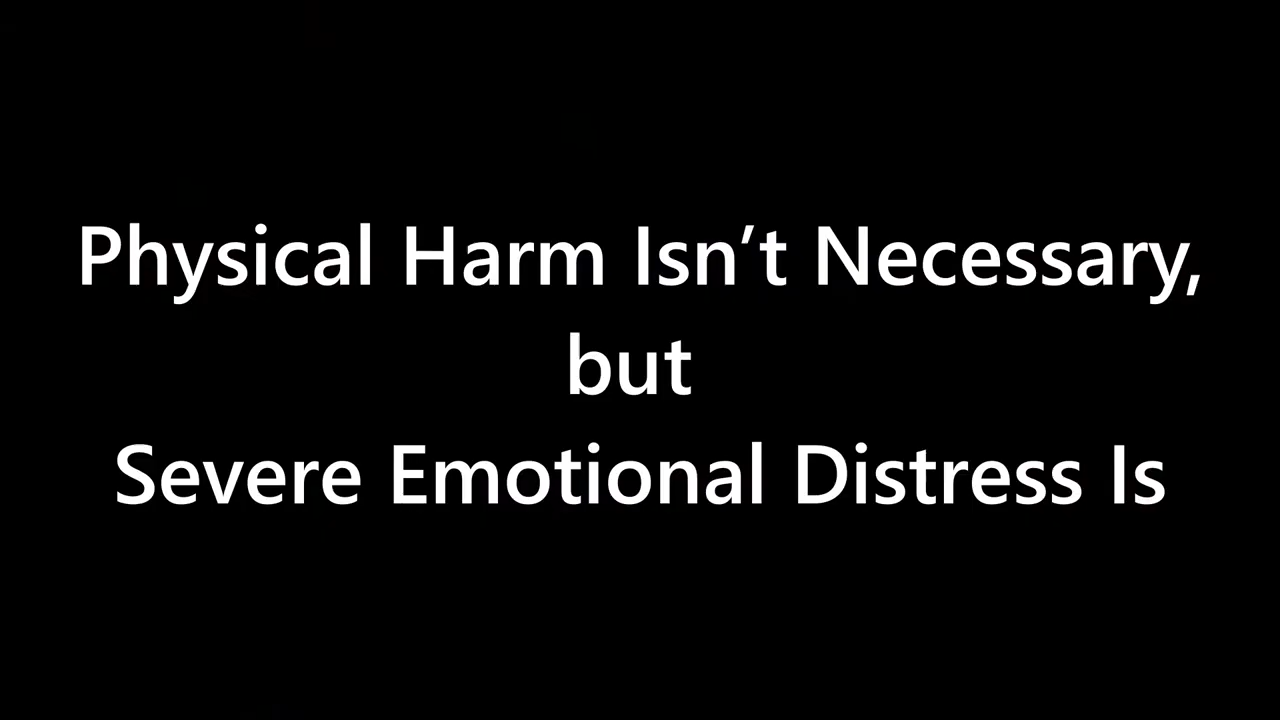 Physical Harm Isn’t Necessary,
but
Severe Emotional Distress Is